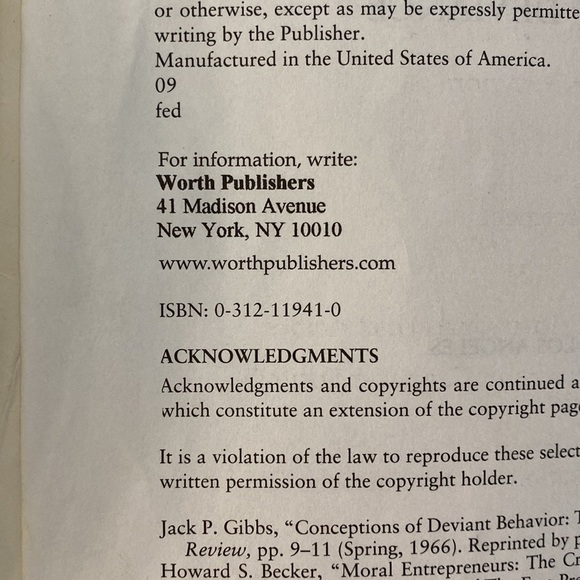 or otherwise, except as may be expressly permitte
writing by the Publisher.
Manufactured in the United States of America.
09
fed
For information, write:
Worth Publishers
41 Madison Avenue
New York, NY 10010
www.worthpublishers.com
ISBN: 0-312-11941-0
ACKNOWLEDGMENTS
Acknowledgments and copyrights are continued a
which constitute an extension of the copyright pag
It is a violation of the law to reproduce these select
written permission of the copyright holder.
Jack P. Gibbs, “Conceptions of Deviant Behavior: T
Review, pp. 9–11 (Spring, 1966). Reprinted by p
Howard S. Becker, “Moral Entrepreneurs: The Cr